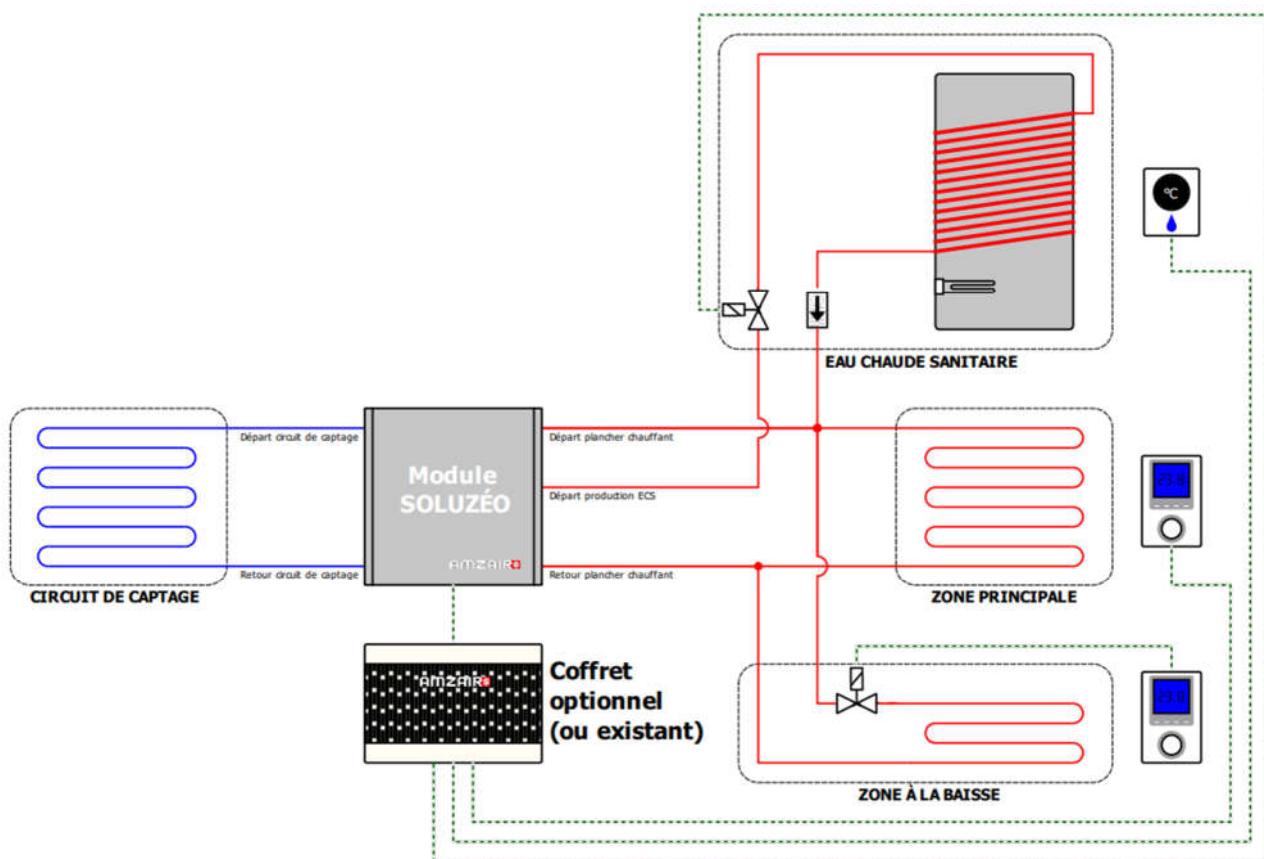 °C
EAU CHAUDE SANITAIRE
Départ circuit de captage
Départ plancher chauffant
Module
SOLUZÉO
Départ production ECS
23.8
AMZAIR
Retour circuit de captage
Retour plancher chauffant
CIRCUIT DE CAPTAGE
ZONE PRINCIPALE
AMZAIR
Coffret
optionnel
(ou existant)
23.8
ZONE À LA BAISSE